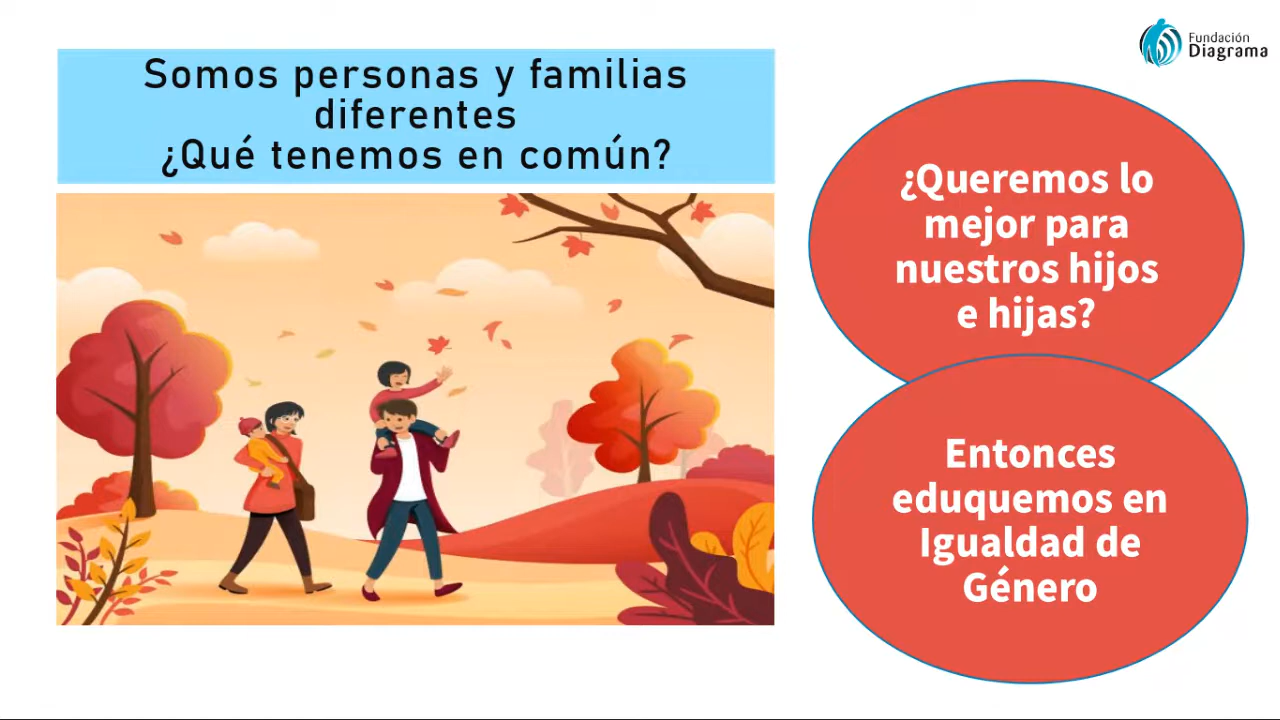 Fundación
Diagrama
Somos personas y familias
diferentes
¿Qué tenemos en común?
¿Queremos lo
mejor para
nuestros hijos
e hijas?
Entonces
eduquemos en
Igualdad de
Género